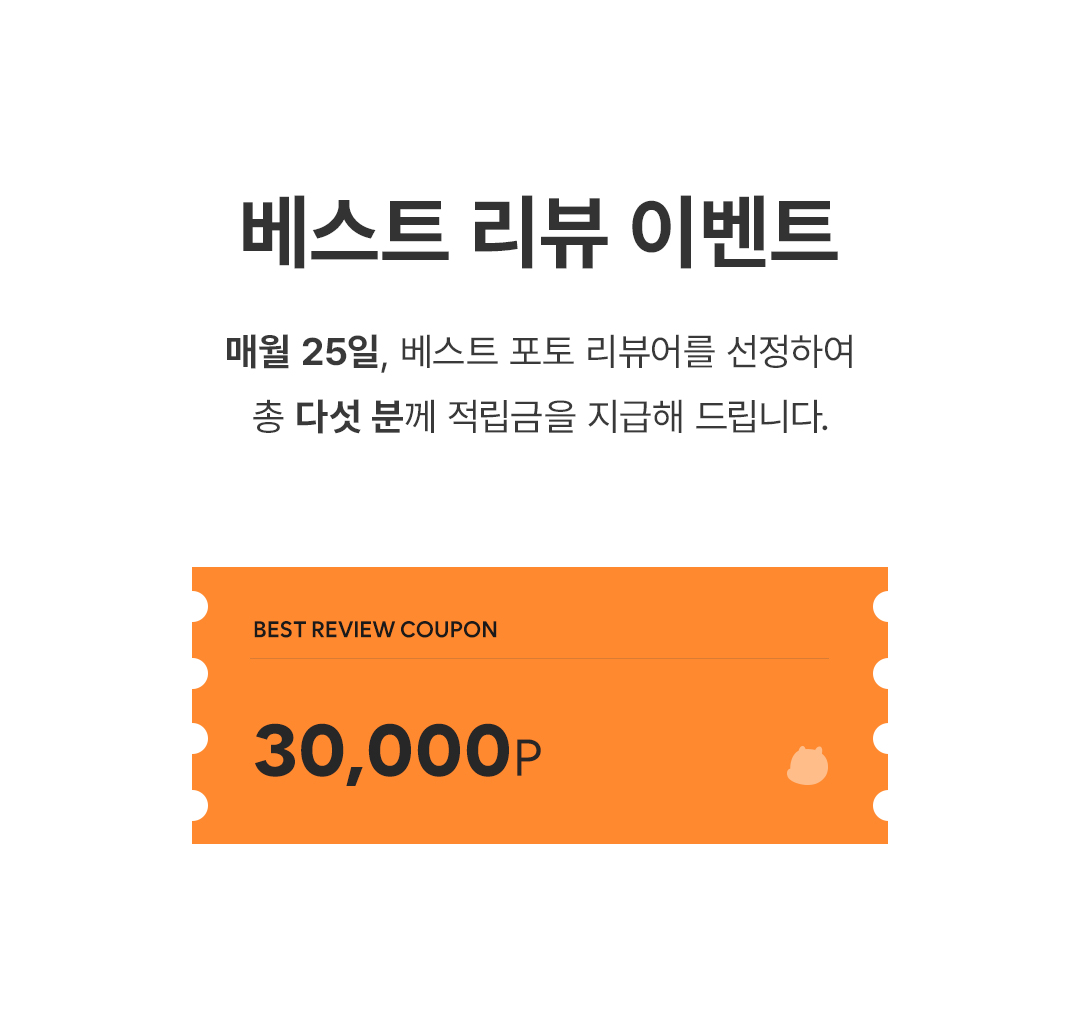 베스트 리뷰 이벤트
매월 25일, 베스트 포토 리뷰어를 선정하여
총 다섯 분께 적립금을 지급해 드립니다.
BEST REVIEW COUPON
30,000P